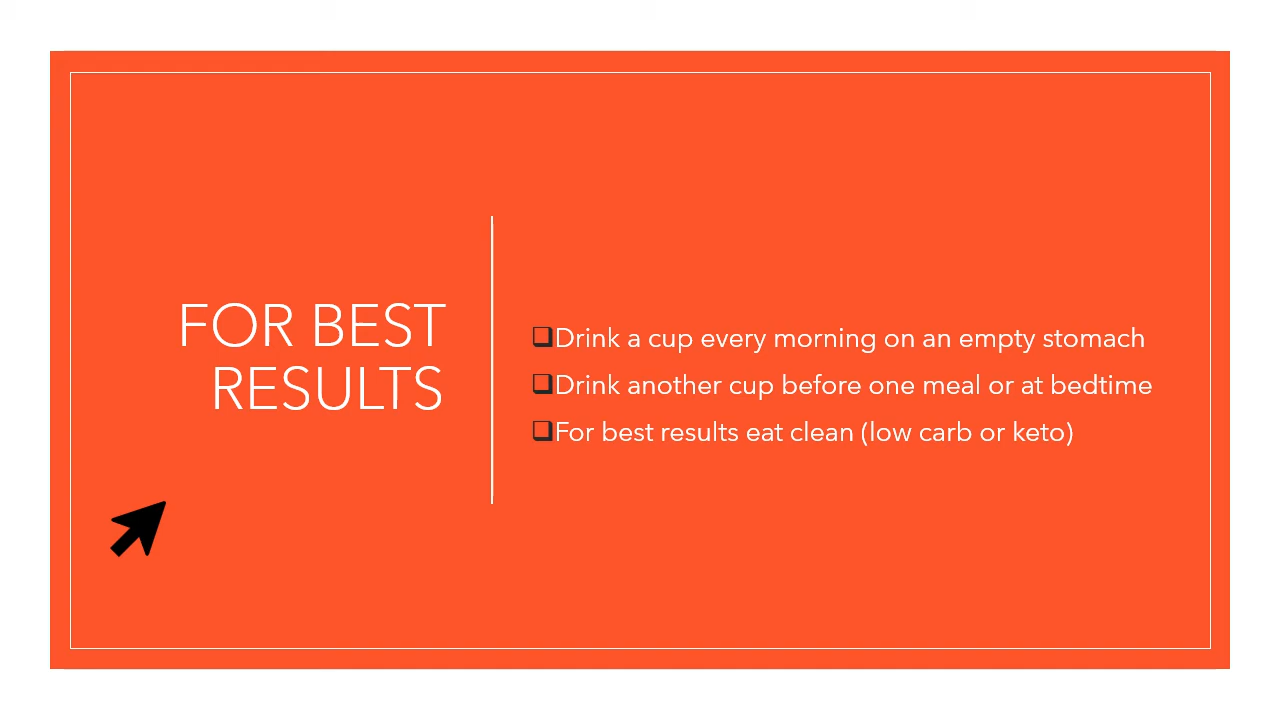 FOR BEST
RESULTS
Drink a cup every morning on an empty stomach
Drink another cup before one meal or at bedtime
For best results eat clean (low carb or keto)